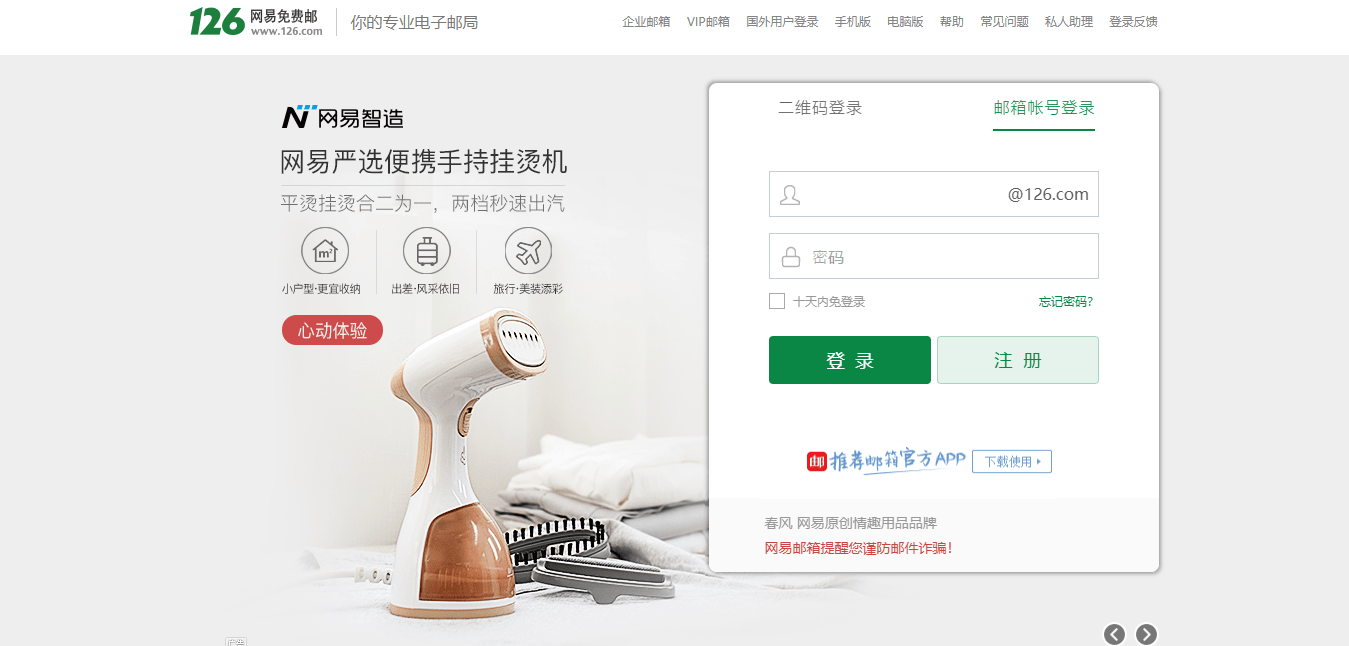 126 网易免费邮
www.126.com
你的专业电子邮局
企业邮箱 VIP邮箱 国外用户登录 手机版 电脑版 帮助 常见问题 私人助理 登录反馈
网易智造
网易严选便携手持挂烫机
平烫挂烫合二为一，两档秒速出汽
m²
小户型·更宜收纳 出差·风采依旧 旅行·美装添彩
心动体验
二维码登录 邮箱帐号登录
@126.com
密码
十天内免登录 忘记密码?
登 录 注 册
邮 推荐邮箱官方APP 下载使用
春风 网易原创情趣用品品牌
网易邮箱提醒您谨防邮件诈骗！